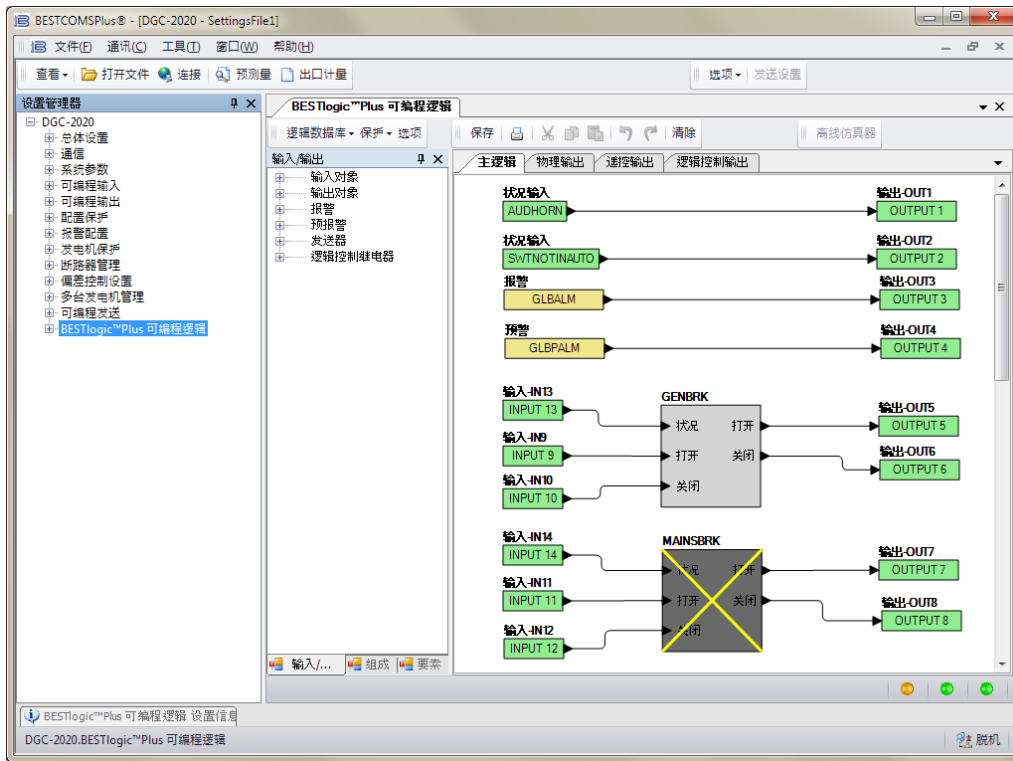 BESTCOMSPlus® - [DGC-2020 - SettingsFile1]
文件(F) 通讯(C) 工具(T) 窗口(W) 帮助(H)
查看 打开文件 连接 预测量 出口计量 选项 发送设置
设置管理器
DGC-2020
总体设置
通信
系统参数
可编程输入
可编程输出
配置保护
报警配置
发电机保护
断路器管理
偏差控制设置
多台发电机管理
可编程发送
BESTlogic™Plus 可编程逻辑
BESTlogic™Plus 可编程逻辑
逻辑数据库 保护 选项 保存 清除 离线仿真器
输入/输出
输入对象
输出对象
报警
预报警
发送器
逻辑控制继电器
输入/... 组成 要素
主逻辑 物理输出 遥控输出 逻辑控制输出
状况输入 输出-OUT1
AUDHORN OUTPUT 1
状况输入 输出-OUT2
SWTNOTINAUTO OUTPUT 2
报警 输出-OUT3
GLBALM OUTPUT 3
预警 输出-OUT4
GLBPALM OUTPUT 4
输入-IN13 GENBRK 输出-OUT5
INPUT 13 状况 打开 OUTPUT 5
输入-IN9 输出-OUT6
INPUT 9 打开 关闭 OUTPUT 6
输入-IN10 关闭
INPUT 10
输入-IN14 MAINSBRK 输出-OUT7
INPUT 14 状况 打开 OUTPUT 7
输入-IN11 输出-OUT8
INPUT 11 打开 关闭 OUTPUT 8
输入-IN12 关闭
INPUT 12
BESTlogic™Plus 可编程逻辑 设置信息
DGC-2020.BESTlogic™Plus 可编程逻辑 脱机